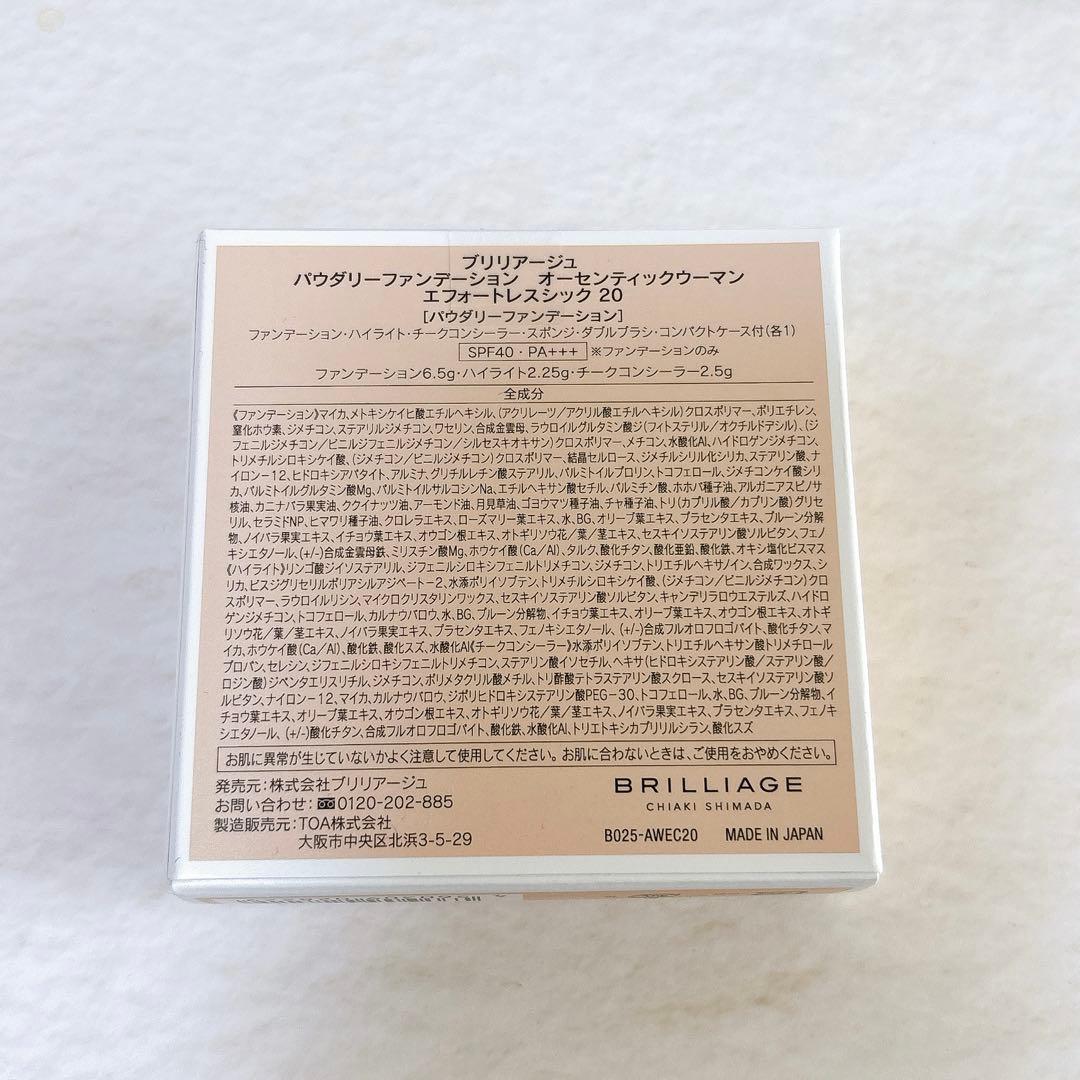 ブリリアージュ
パウダリーファンデーション オーセンティックウーマン
エフォートレスシック 20
[パウダリーファンデーション]
ファンデーション・ハイライト・チークコンシーラー・スポンジ・ダブルブラシ・コンパクトケース付(各1)
SPF40・PA+++ ※ファンデーションのみ
ファンデーション6.5g・ハイライト2.25g・チークコンシーラー2.5g
全成分
《ファンデーション》マイカ、メトキシケイヒ酸エチルヘキシル、(アクリレーツ/アクリル酸エチルヘキシル)クロスポリマー、ポリエチレン、
窒化ホウ素、ジメチコン、ステアリルジメチコン、ワセリン、合成金雲母、ラウロイルグルタミン酸ジ(フィトステリル/オクチルドデシル)、(ジ
フェニルジメチコン/ビニルジフェニルジメチコン/シルセスキオキサン)クロスポリマー、メチコン、水酸化Al、ハイドロゲンジメチコン、
トリメチルシロキシケイ酸、(ジメチコン/ビニルジメチコン)クロスポリマー、結晶セルロース、ジメチルシリル化シリカ、ステアリン酸、ナ
イロン-12、ヒドロキシアパタイト、アルミナ、グリチルレチン酸ステアリル、パルミトイルプロリン、トコフェロール、ジメチコンケイ酸シリ
カ、パルミトイルグルタミン酸Mg、パルミトイルサルコシンNa、エチルヘキサン酸セチル、パルミチン酸、ホホバ種子油、アルガニアスピノサ
核油、カニナバラ果実油、ククイナッツ油、アーモンド油、月見草油、ゴヨウマツ種子油、チャ種子油、トリ(カプリル酸/カプリン酸)グリセ
リル、セラミドNP、ヒマワリ種子油、クロレラエキス、ローズマリー葉エキス、水、BG、オリーブ葉エキス、プラセンタエキス、プルーン分解
物、ノイバラ果実エキス、イチョウ葉エキス、オウゴン根エキス、オトギリソウ花/葉/茎エキス、セスキイソステアリン酸ソルビタン、フェノ
キシエタノール、(+/-)合成金雲母鉄、ミリスチン酸Mg、ホウケイ酸(Ca/Al)、タルク、酸化チタン、酸化亜鉛、酸化鉄、オキシ塩化ビスマス
《ハイライト》リンゴ酸ジイソステアリル、ジフェニルシロキシフェニルトリメチコン、ジメチコン、トリエチルヘキサノイン、合成ワックス、シ
リカ、ビスジグリセリルポリアシルアジペート-2、水添ポリイソブテン、トリメチルシロキシケイ酸、(ジメチコン/ビニルジメチコン)クロ
スポリマー、ラウロイルリシン、マイクロクリスタリンワックス、セスキイソステアリン酸ソルビタン、キャンデリラロウエステルズ、ハイドロ
ゲンジメチコン、トコフェロール、カルナウバロウ、水、BG、プルーン分解物、イチョウ葉エキス、オリーブ葉エキス、オウゴン根エキス、オトギ
リソウ花/葉/茎エキス、ノイバラ果実エキス、プラセンタエキス、フェノキシエタノール、(+/-)合成フルオロフロゴパイト、酸化チタン、マ
イカ、ホウケイ酸(Ca/Al)、酸化鉄、酸化スズ、水酸化Al《チークコンシーラー》水添ポリイソブテン、トリエチルヘキサン酸トリメチロール
プロパン、セレシン、ジフェニルシロキシフェニルトリメチコン、ステアリン酸イソセチル、ヘキサ(ヒドロキシステアリン酸/ステアリン酸/
ロジン酸)ジペンタエリスリチル、ジメチコン、ポリメタクリル酸メチル、トリ酢酸テトラステアリン酸スクロース、セスキイソステアリン酸ソ
ルビタン、ナイロン-12、マイカ、カルナウバロウ、ジポリヒドロキシステアリン酸PEG-30、トコフェロール、水、BG、プルーン分解物、イ
チョウ葉エキス、オリーブ葉エキス、オウゴン根エキス、オトギリソウ花/葉/茎エキス、ノイバラ果実エキス、プラセンタエキス、フェノキ
シエタノール、(+/-)酸化チタン、合成フルオロフロゴパイト、酸化鉄、水酸化Al、トリエトキシカプリリルシラン、酸化スズ
お肌に異常が生じていないかよく注意して使用してください。お肌に合わないときは、ご使用をおやめください。
発売元:株式会社ブリリアージュ
お問い合わせ:0120-202-885
製造販売元:TOA株式会社
大阪市中央区北浜3-5-29
BRILLIAGE
CHIAKI SHIMADA
B025-AWEC20 MADE IN JAPAN